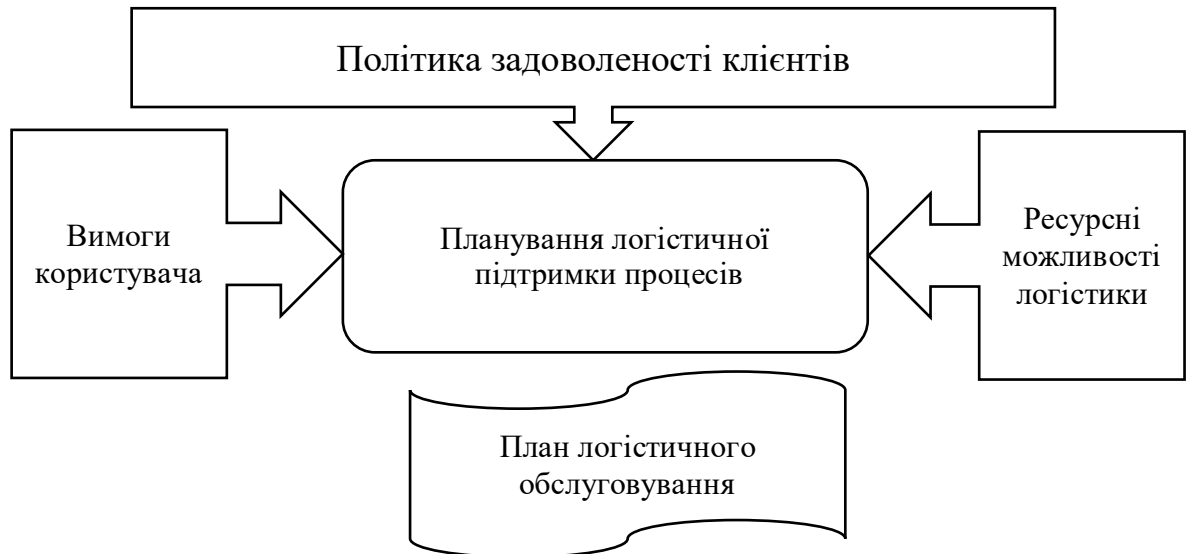 Політика задоволеності клієнтів
Вимоги
користувача
Планування логістичної
підтримки процесів
Ресурсні
можливості
логістики
План логістичного
обслуговування